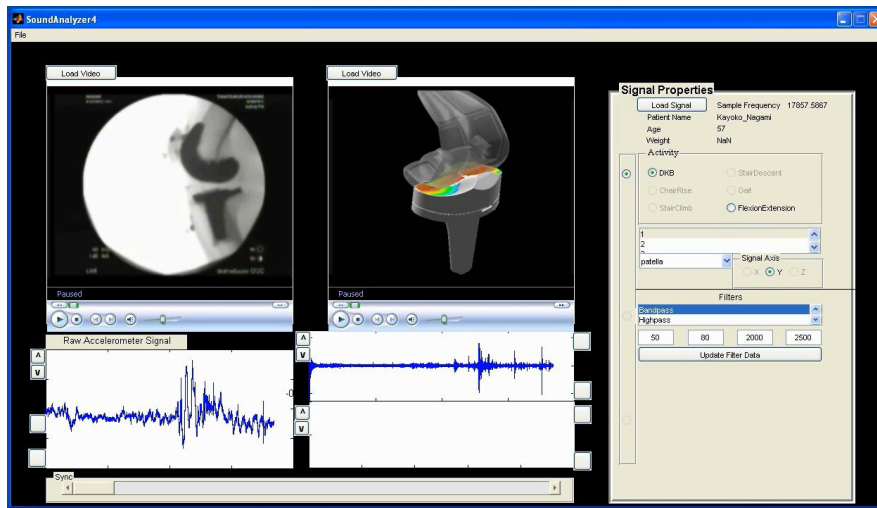 SoundAnalyzer4
File
Load Video
Load Video
Signal Properties
Load Signal
Sample Frequency 17857.5867
Patient Name Kayoko_Nagami
Age 57
Weight NaN
Activity
DKB
StairDescent
ChairRise
Gait
StairClimb
FlexionExtension
1
2
patella
Signal Axis
X Y Z
Filters
Bandpass
Highpass
50 80 2000 2500
Update Filter Data
Paused
Paused
Raw Accelerometer Signal
Sync